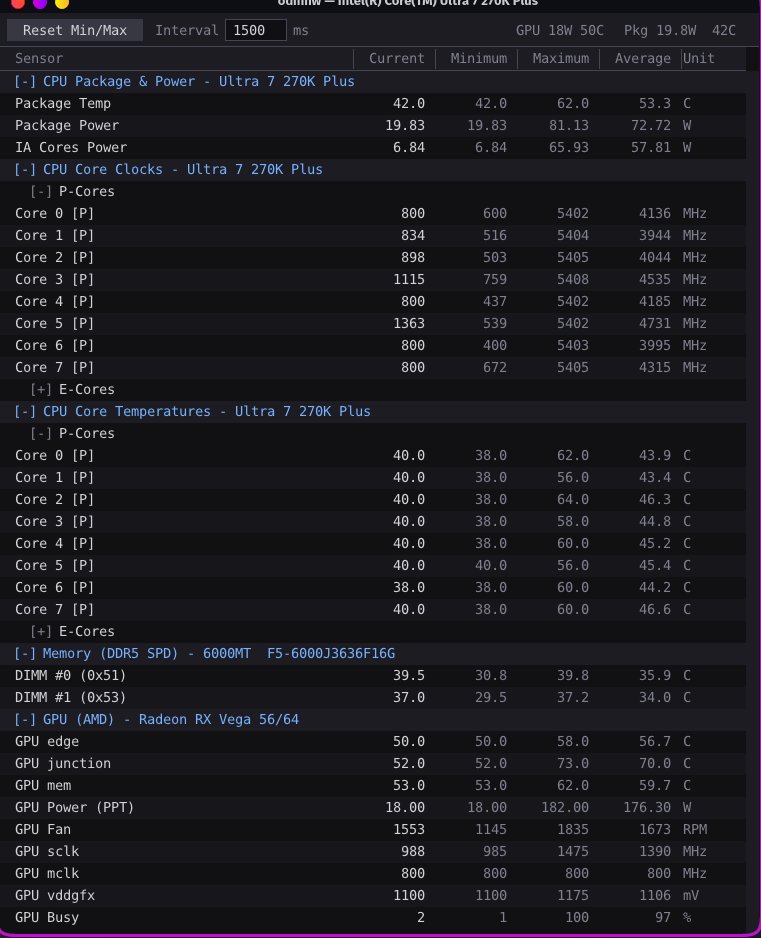 odmnw — Intel(R) Core(TM) Ultra 7 270K Plus
Reset Min/Max Interval 1500 ms GPU 18W 50C Pkg 19.8W 42C
Sensor Current Minimum Maximum Average Unit
[-] CPU Package & Power - Ultra 7 270K Plus
Package Temp 42.0 42.0 62.0 53.3 C
Package Power 19.83 19.83 81.13 72.72 W
IA Cores Power 6.84 6.84 65.93 57.81 W
[-] CPU Core Clocks - Ultra 7 270K Plus
[-] P-Cores
Core 0 [P] 800 600 5402 4136 MHz
Core 1 [P] 834 516 5404 3944 MHz
Core 2 [P] 898 503 5405 4044 MHz
Core 3 [P] 1115 759 5408 4535 MHz
Core 4 [P] 800 437 5402 4185 MHz
Core 5 [P] 1363 539 5402 4731 MHz
Core 6 [P] 800 400 5403 3995 MHz
Core 7 [P] 800 672 5405 4315 MHz
[+] E-Cores
[-] CPU Core Temperatures - Ultra 7 270K Plus
[-] P-Cores
Core 0 [P] 40.0 38.0 62.0 43.9 C
Core 1 [P] 40.0 38.0 56.0 43.4 C
Core 2 [P] 40.0 38.0 64.0 46.3 C
Core 3 [P] 40.0 38.0 58.0 44.8 C
Core 4 [P] 40.0 38.0 60.0 45.2 C
Core 5 [P] 40.0 40.0 56.0 45.4 C
Core 6 [P] 38.0 38.0 60.0 44.2 C
Core 7 [P] 40.0 38.0 60.0 46.6 C
[+] E-Cores
[-] Memory (DDR5 SPD) - 6000MT F5-6000J3636F16G
DIMM #0 (0x51) 39.5 30.8 39.8 35.9 C
DIMM #1 (0x53) 37.0 29.5 37.2 34.0 C
[-] GPU (AMD) - Radeon RX Vega 56/64
GPU edge 50.0 50.0 58.0 56.7 C
GPU junction 52.0 52.0 73.0 70.0 C
GPU mem 53.0 53.0 62.0 59.7 C
GPU Power (PPT) 18.00 18.00 182.00 176.30 W
GPU Fan 1553 1145 1835 1673 RPM
GPU sclk 988 985 1475 1390 MHz
GPU mclk 800 800 800 800 MHz
GPU vddgfx 1100 1100 1175 1106 mV
GPU Busy 2 1 100 97 %